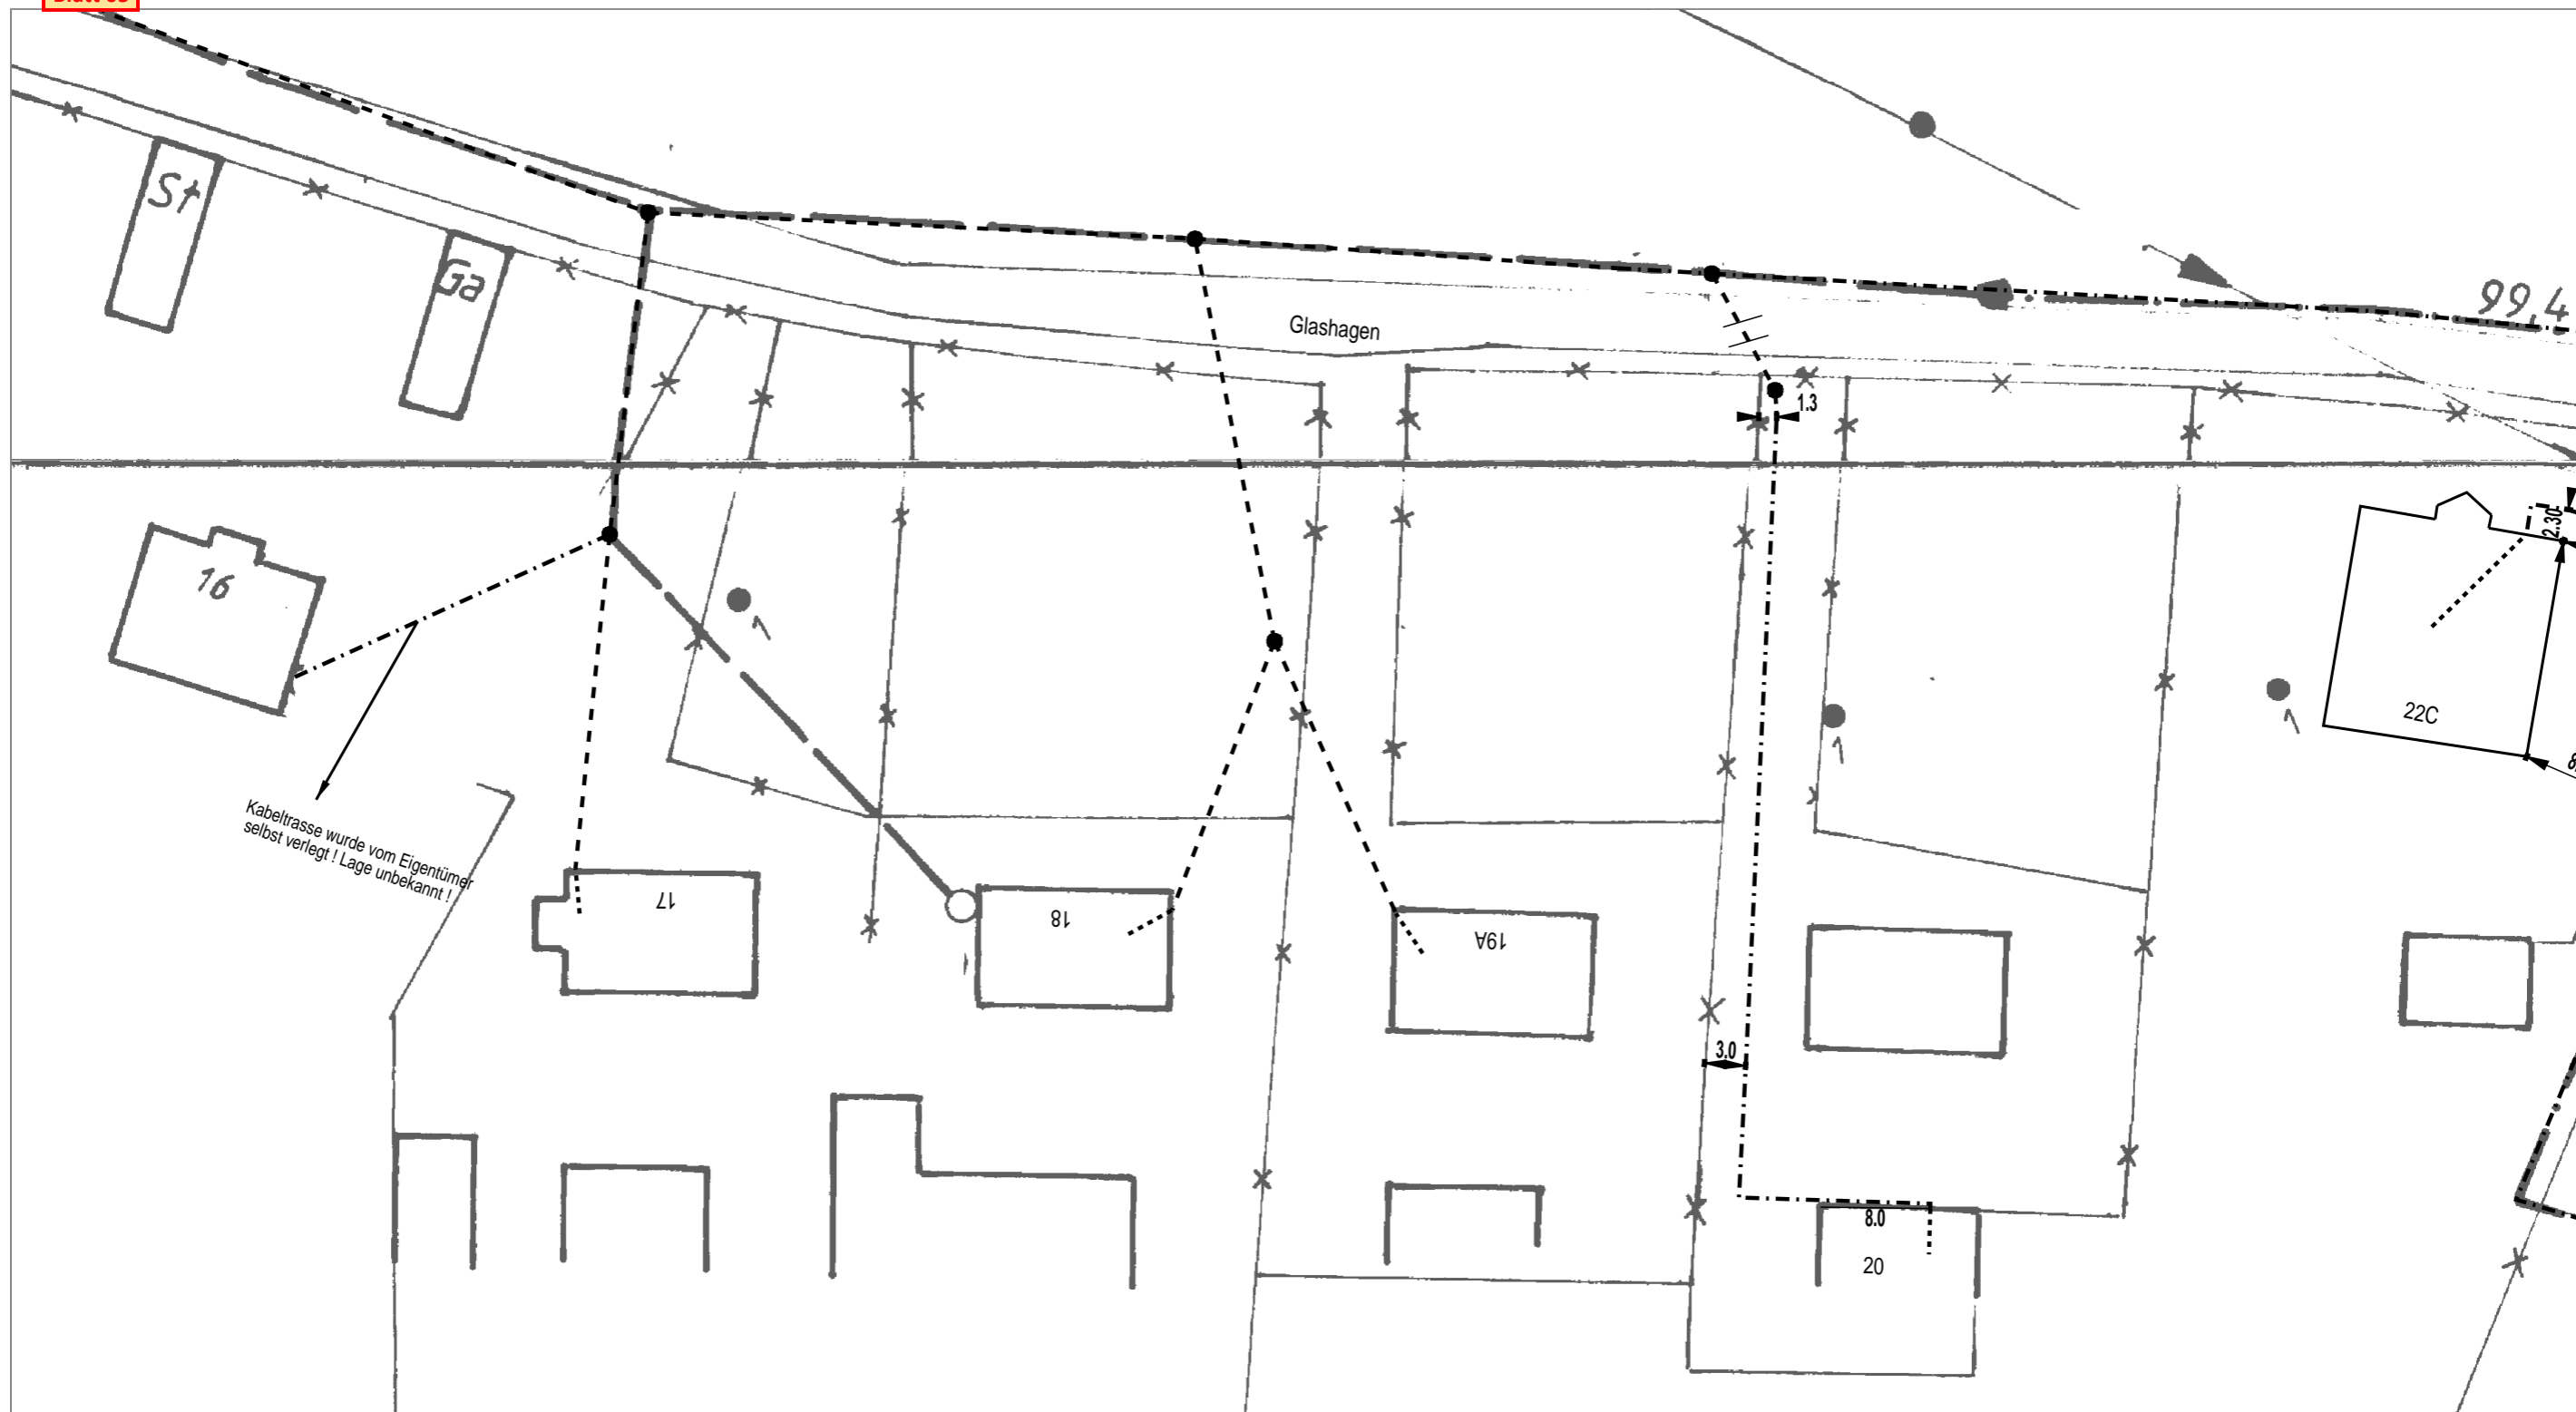 St
Ga
Glashagen
99,4
1.3
16
2.30
22C
Kabeltrasse wurde vom Eigentümer
selbst verlegt ! Lage unbekannt !
17
18
19A
3.0
8.0
20